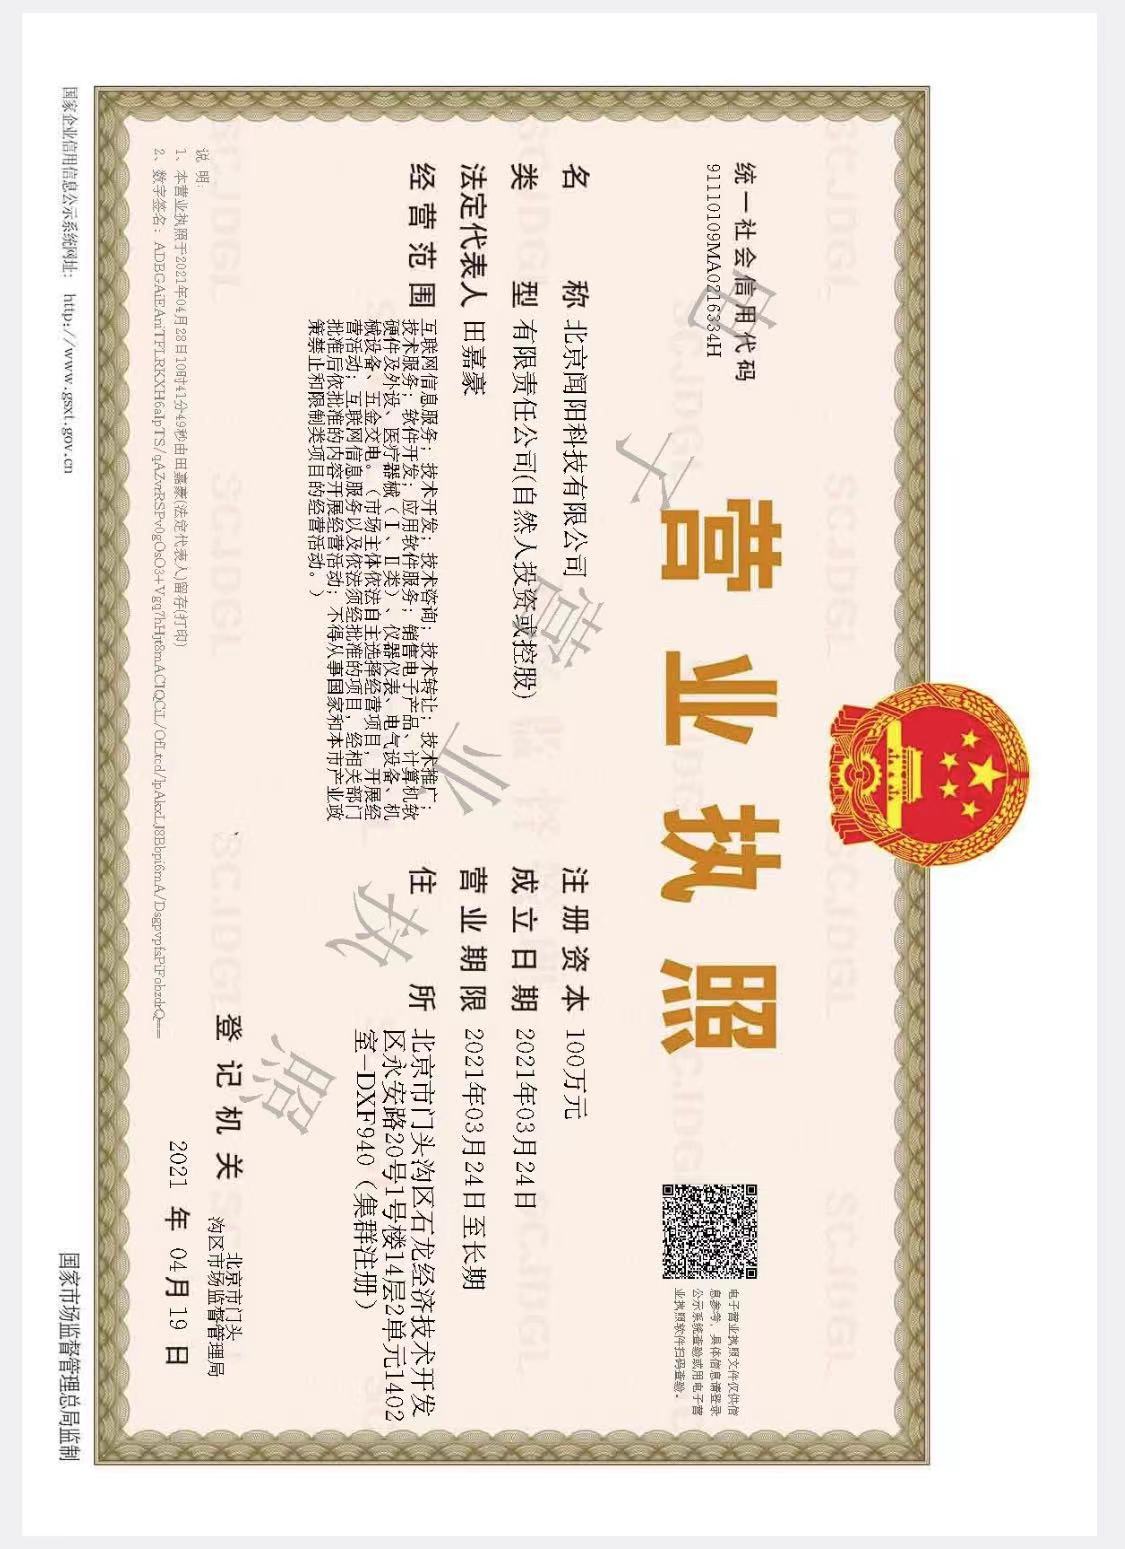 统一社会信用代码
91110109MA0216334H
营业执照
电子营业执照文件仅供信
息参考，具体信息请登录
公示系统查验或用电子营
业执照软件扫码查验。
名称 北京闻阳科技有限公司
类型 有限责任公司(自然人投资或控股)
法定代表人 田嘉豪
经营范围 互联网信息服务；技术开发；技术咨询；技术转让；技术推广；
技术服务；软件开发；应用软件服务；销售电子产品、计算机软
硬件及外设、医疗器械（Ⅰ、Ⅱ类）、仪器仪表、电气设备、机
械设备、五金交电。（市场主体依法自主选择经营项目，开展经
营活动；互联网信息服务以及依法须经批准的项目，经相关部门
批准后依批准的内容开展经营活动；不得从事国家和本市产业政
策禁止和限制类项目的经营活动。）
注册资本 100万元
成立日期 2021年03月24日
营业期限 2021年03月24日至长期
住所 北京市门头沟区石龙经济技术开发
区永安路20号1号楼14层2单元1402
室-DXF940（集群注册）
电子营业执照
登记机关
北京市门头
沟区市场监督管理局
2021 年 04 月 19 日
说明:
1、本营业执照于2021年04月28日10时41分49秒由田嘉豪(法定代表人)留存(打印)
2、数字签名：
国家企业信用信息公示系统网址： http://www.gsxt.gov.cn
国家市场监督管理总局监制